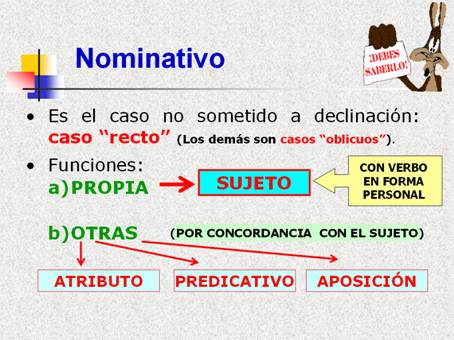 Nominativo
¡DEBES
SABERLO!
• Es el caso no sometido a declinación:
caso “recto” (Los demás son casos “oblicuos”).
• Funciones:
a)PROPIA
SUJETO
CON VERBO
EN FORMA
PERSONAL
b)OTRAS (POR CONCORDANCIA CON EL SUJETO)
ATRIBUTO PREDICATIVO APOSICIÓN